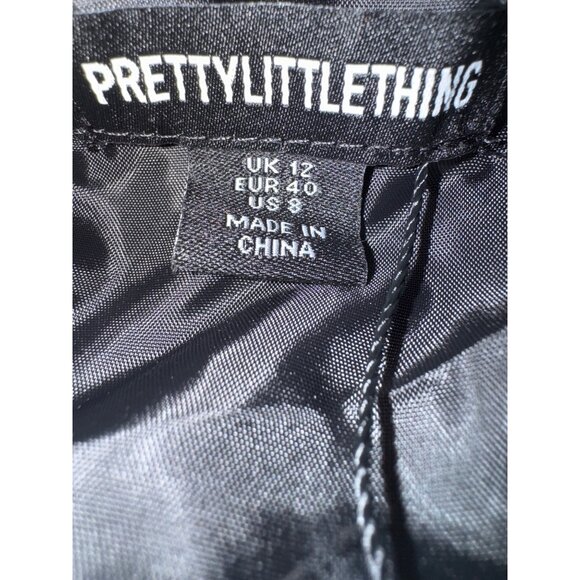 PRETTYLITTLETHING
UK 12
EUR 40
US 8
MADE IN
CHINA